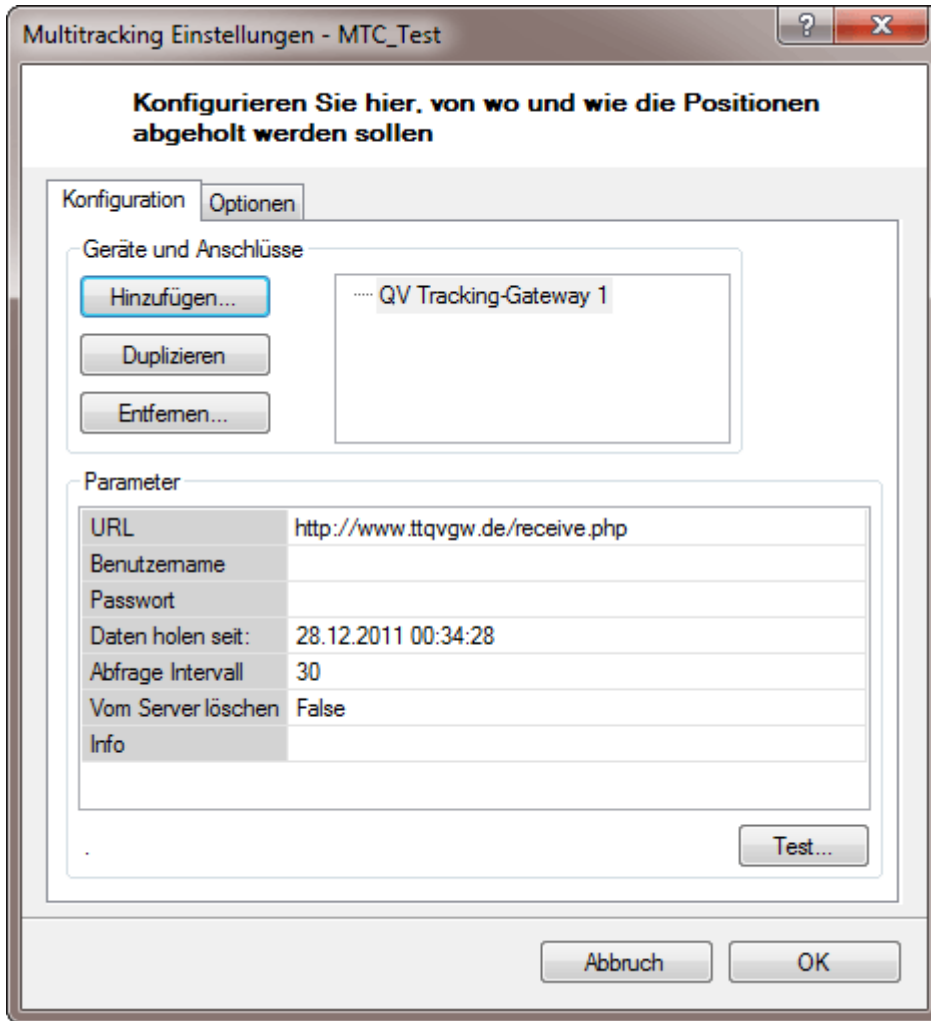 Multitracking Einstellungen - MTC_Test
?
Konfigurieren Sie hier, von wo und wie die Positionen
abgeholt werden sollen
Konfiguration
Optionen
Geräte und Anschlüsse
Hinzufügen...
QV Tracking-Gateway 1
Duplizieren
Entfernen...
Parameter
URL http://www.ttqvgw.de/receive.php
Benutzername
Passwort
Daten holen seit: 28.12.2011 00:34:28
Abfrage Intervall 30
Vom Server löschen False
Info
.
Test...
Abbruch
OK